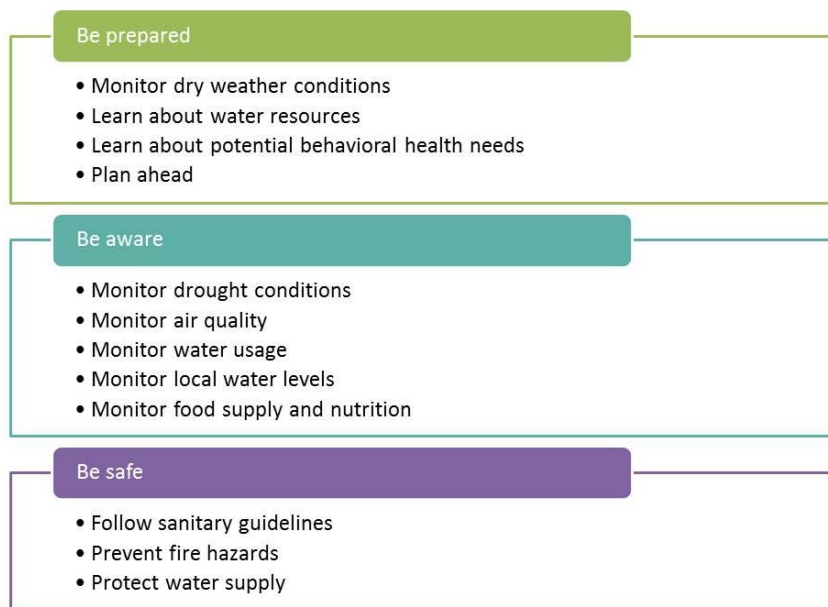 Be prepared
• Monitor dry weather conditions
• Learn about water resources
• Learn about potential behavioral health needs
• Plan ahead
Be aware
• Monitor drought conditions
• Monitor air quality
• Monitor water usage
• Monitor local water levels
• Monitor food supply and nutrition
Be safe
• Follow sanitary guidelines
• Prevent fire hazards
• Protect water supply